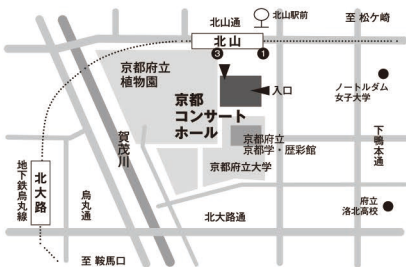 北山通
北山駅前
至 松ケ崎
北山
3
1
京都府立
植物園
入口
ノートルダム
女子大学
京都
コンサート
ホール
賀茂川
京都府立
京都学・歴彩館
下鴨本通
京都府立大学
地下鉄烏丸線
北大路
烏丸通
北大路通
府立
洛北高校
至 鞍馬口